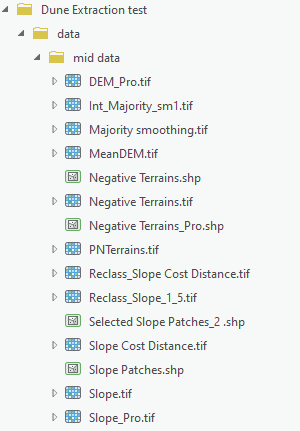 Dune Extraction test
data
mid data
DEM_Pro.tif
Int_Majority_sm1.tif
Majority smoothing.tif
MeanDEM.tif
Negative Terrains.shp
Negative Terrains.tif
Negative Terrains_Pro.shp
PNTerrains.tif
Reclass_Slope Cost Distance.tif
Reclass_Slope_1_5.tif
Selected Slope Patches_2 .shp
Slope Cost Distance.tif
Slope Patches.shp
Slope.tif
Slope_Pro.tif